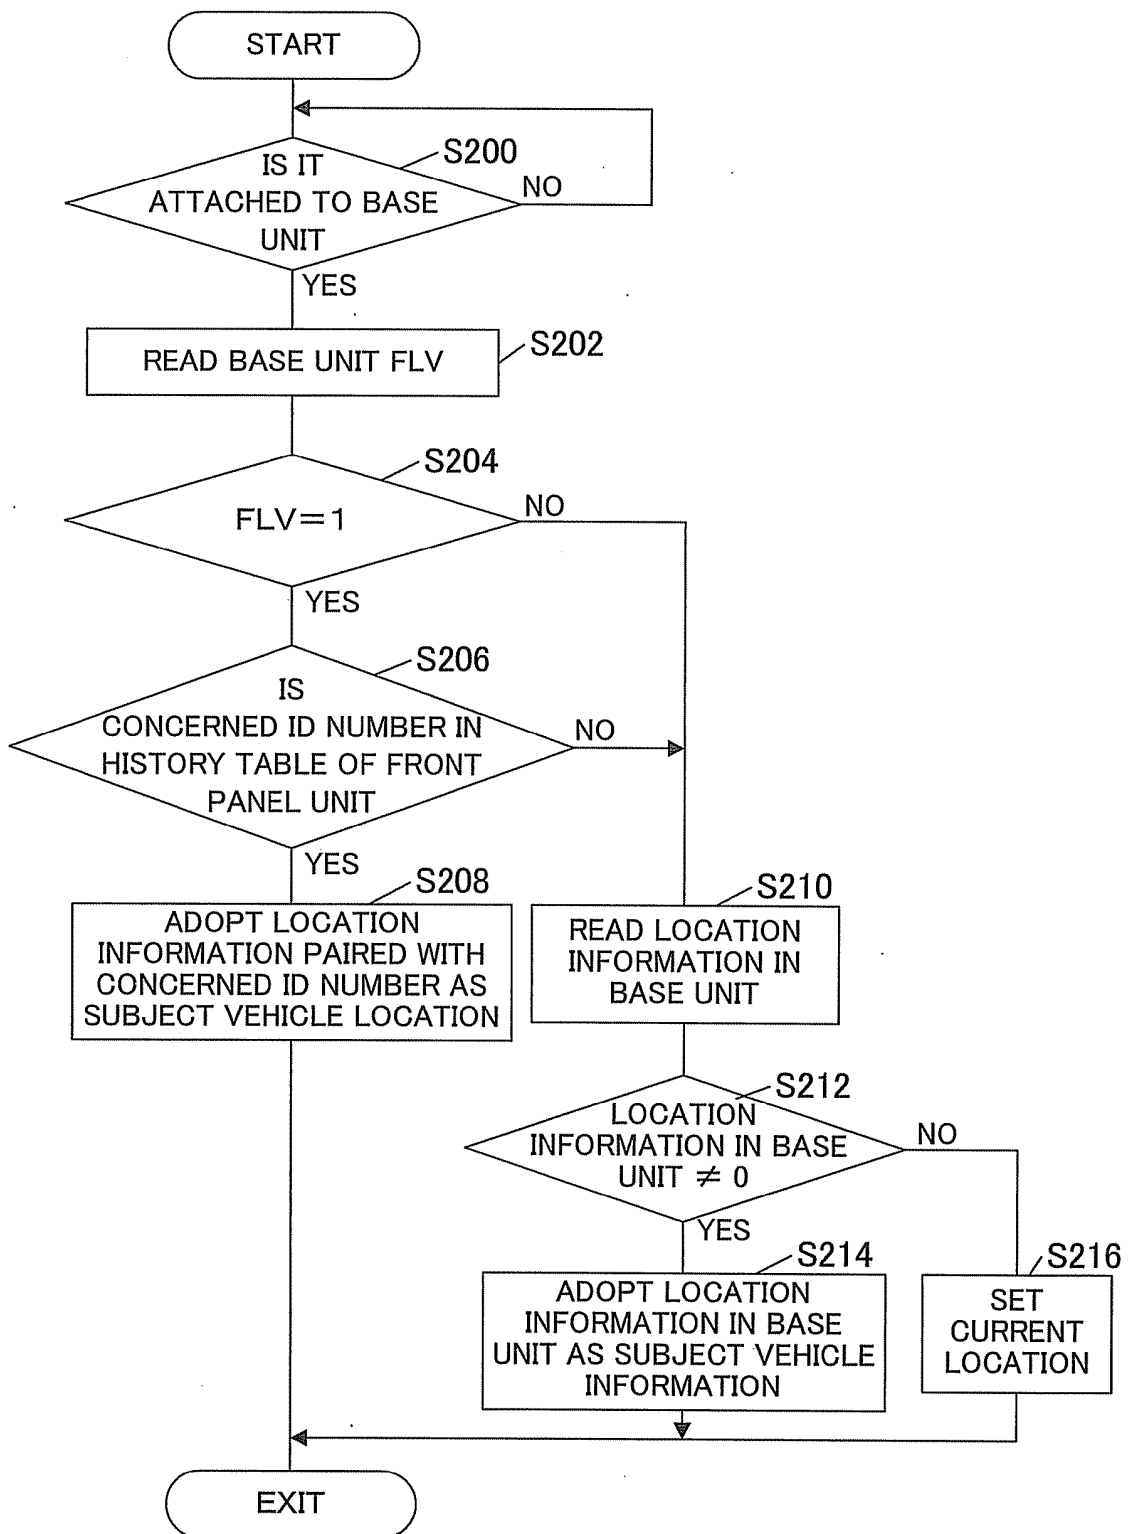 START
S200
IS IT
ATTACHED TO BASE
UNIT
NO
YES
READ BASE UNIT FLV
S202
S204
FLV=1
NO
YES
S206
IS
CONCERNED ID NUMBER IN
HISTORY TABLE OF FRONT
PANEL UNIT
NO
YES
S208
ADOPT LOCATION
INFORMATION PAIRED WITH
CONCERNED ID NUMBER AS
SUBJECT VEHICLE LOCATION
S210
READ LOCATION
INFORMATION IN
BASE UNIT
S212
LOCATION
INFORMATION IN BASE
UNIT ≠ 0
NO
YES
S214
ADOPT LOCATION
INFORMATION IN BASE
UNIT AS SUBJECT VEHICLE
INFORMATION
S216
SET
CURRENT
LOCATION
EXIT